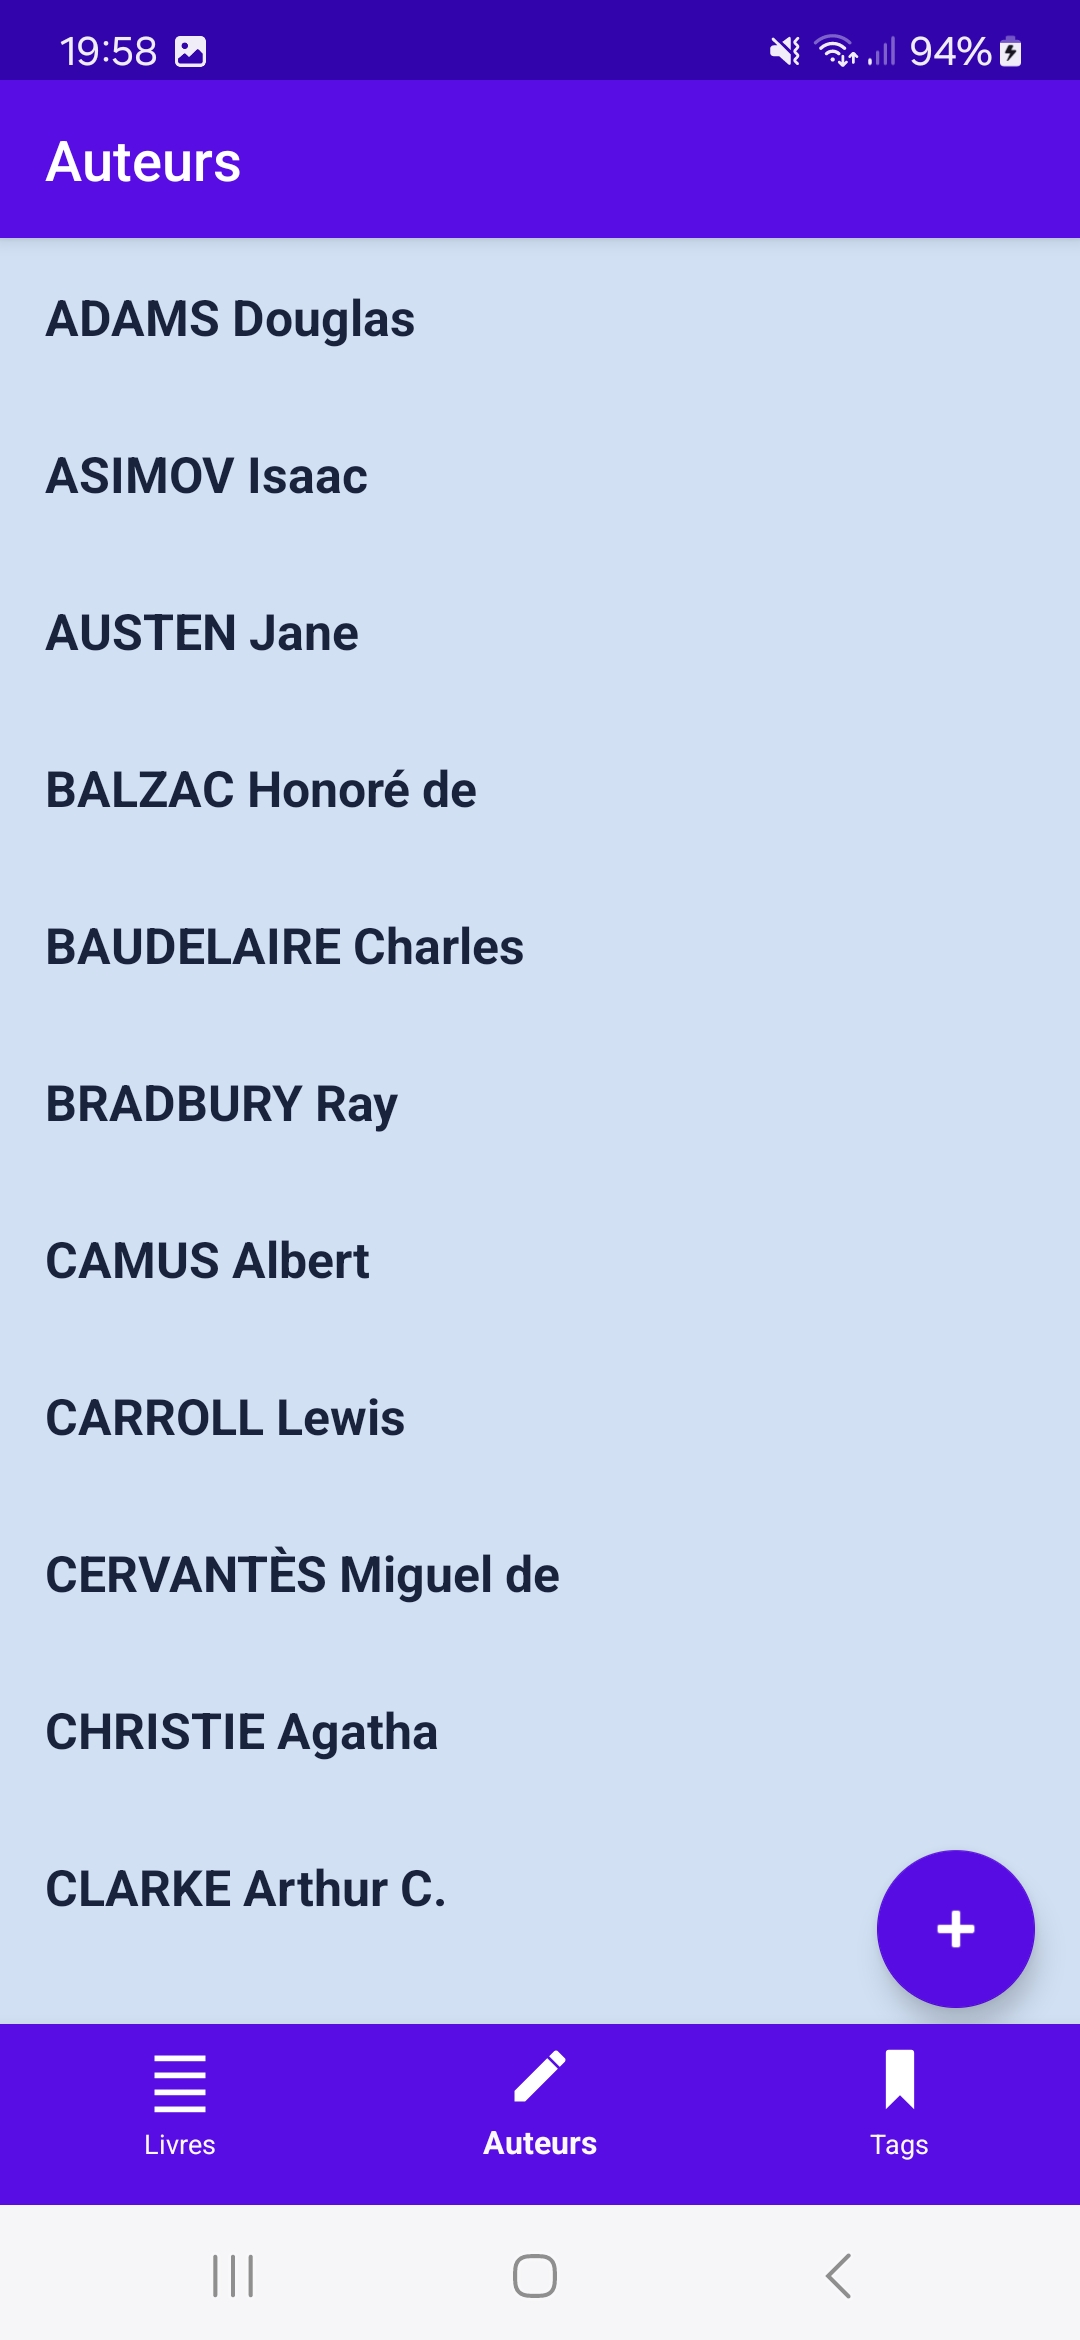 19:58 94%
Auteurs
ADAMS Douglas
ASIMOV Isaac
AUSTEN Jane
BALZAC Honoré de
BAUDELAIRE Charles
BRADBURY Ray
CAMUS Albert
CARROLL Lewis
CERVANTÈS Miguel de
CHRISTIE Agatha
CLARKE Arthur C.
Livres Auteurs Tags